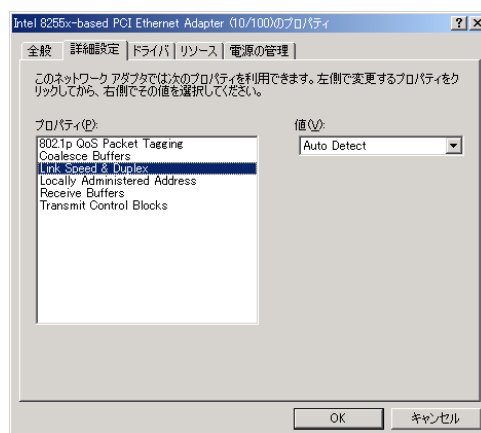 Intel 8255x-based PCI Ethernet Adapter (10/100)のプロパティ
全般 詳細設定 ドライバ リソース 電源の管理
このネットワーク アダプタでは次のプロパティを利用できます。左側で変更するプロパティをク
リックしてから、右側でその値を選択してください。
プロパティ(P): 値(V):
802.1p QoS Packet Tagging Auto Detect
Coalesce Buffers
Link Speed & Duplex
Locally Administered Address
Receive Buffers
Transmit Control Blocks
OK キャンセル